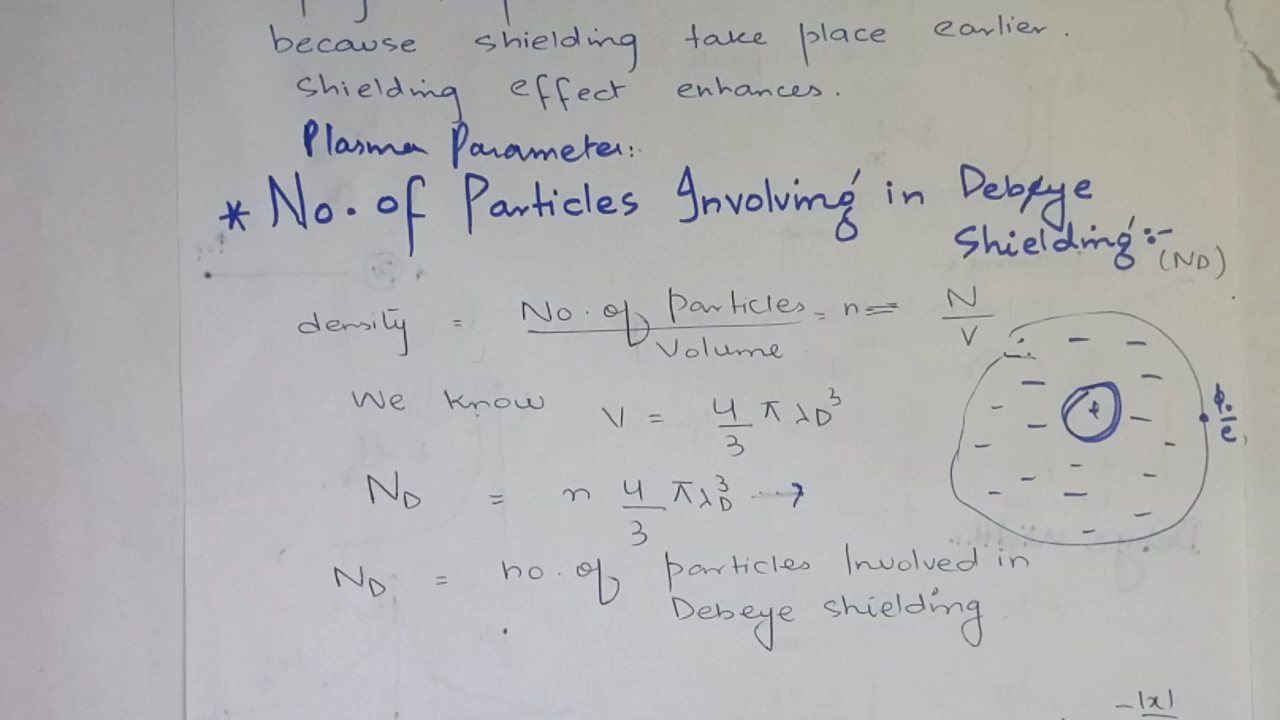 because shielding take place earlier.
shielding effect enhances.
Plasma Parameter:
* No. of Particles Involving in Debye
Shielding :- (ND)
density = No. of particles / Volume = n = N / V
We know V = 4/3 π λD³
ND = n 4/3 π λD³ →
ND = no. of particles Involved in
Debeye shielding
+
φ₀/e
-|x|